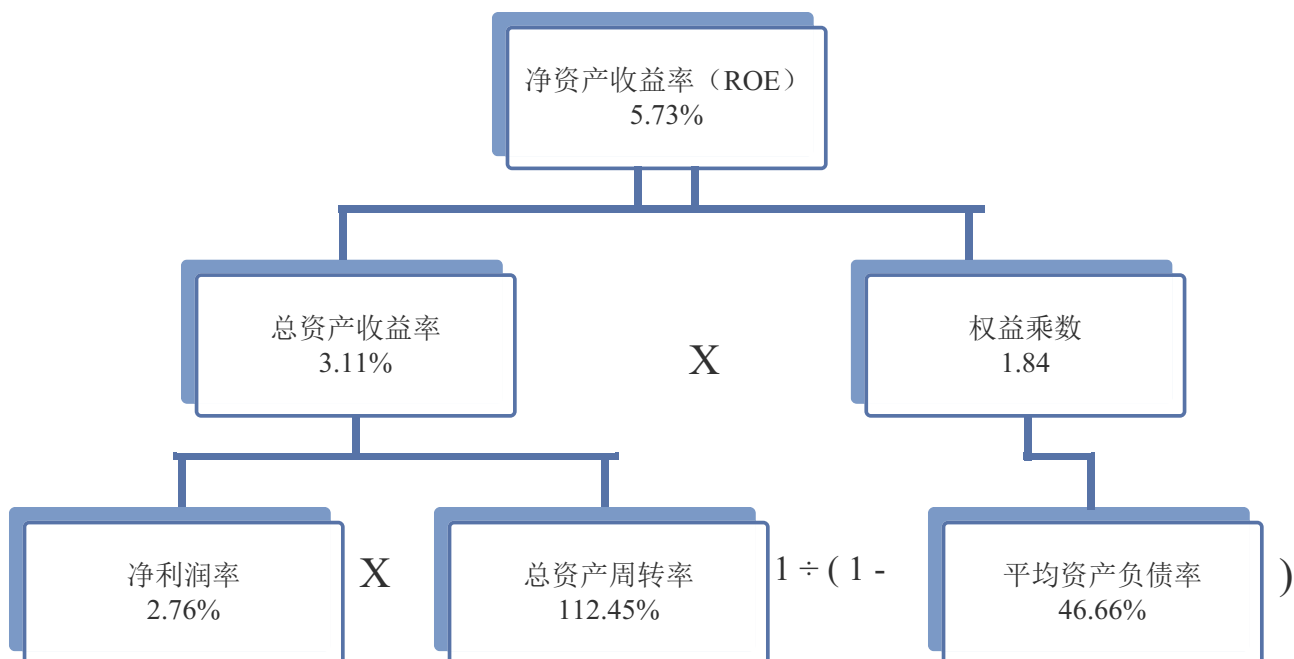 净资产收益率（ROE）
5.73%
总资产收益率
3.11%
X
权益乘数
1.84
净利润率
2.76%
X
总资产周转率
112.45%
1 ÷ ( 1 -
平均资产负债率
46.66%
)